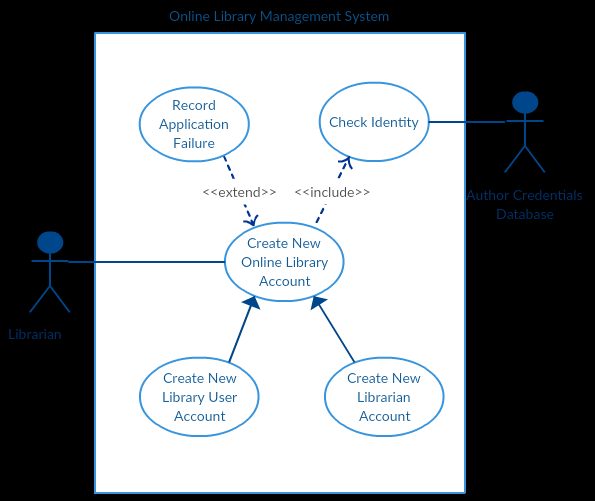 Online Library Management System
Record
Application
Failure
Check Identity
Author Credentials
Database
<<extend>>
<<include>>
Create New
Online Library
Account
Librarian
Create New
Library User
Account
Create New
Librarian
Account